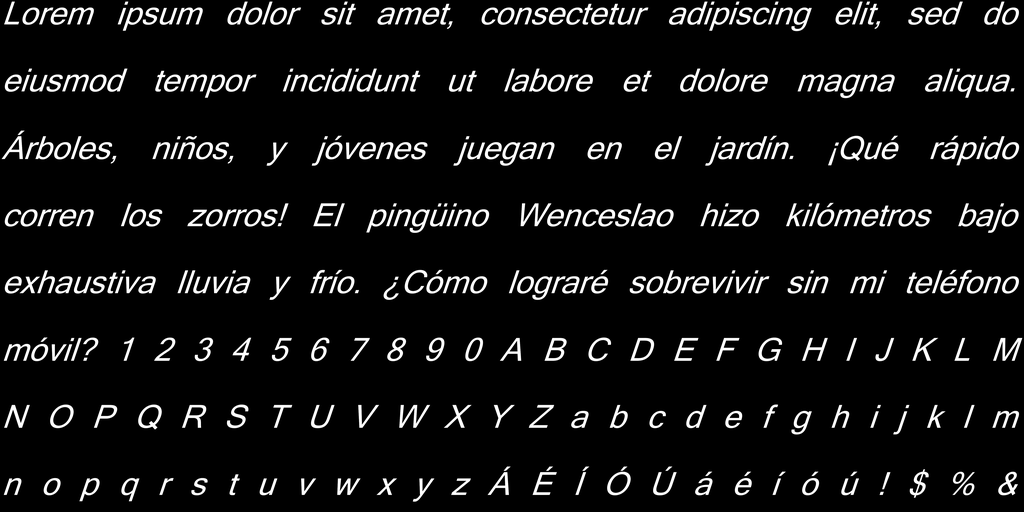 Lorem ipsum dolor sit amet, consectetur adipiscing elit, sed do
eiusmod tempor incididunt ut labore et dolore magna aliqua.
Árboles, niños, y jóvenes juegan en el jardín. ¡Qué rápido
corren los zorros! El pingüino Wenceslao hizo kilómetros bajo
exhaustiva lluvia y frío. ¿Cómo lograré sobrevivir sin mi teléfono
móvil? 1 2 3 4 5 6 7 8 9 0 A B C D E F G H I J K L M
N O P Q R S T U V W X Y Z a b c d e f g h i j k l m
n o p q r s t u v w x y z Á É Í Ó Ú á é í ó ú ! $ % &